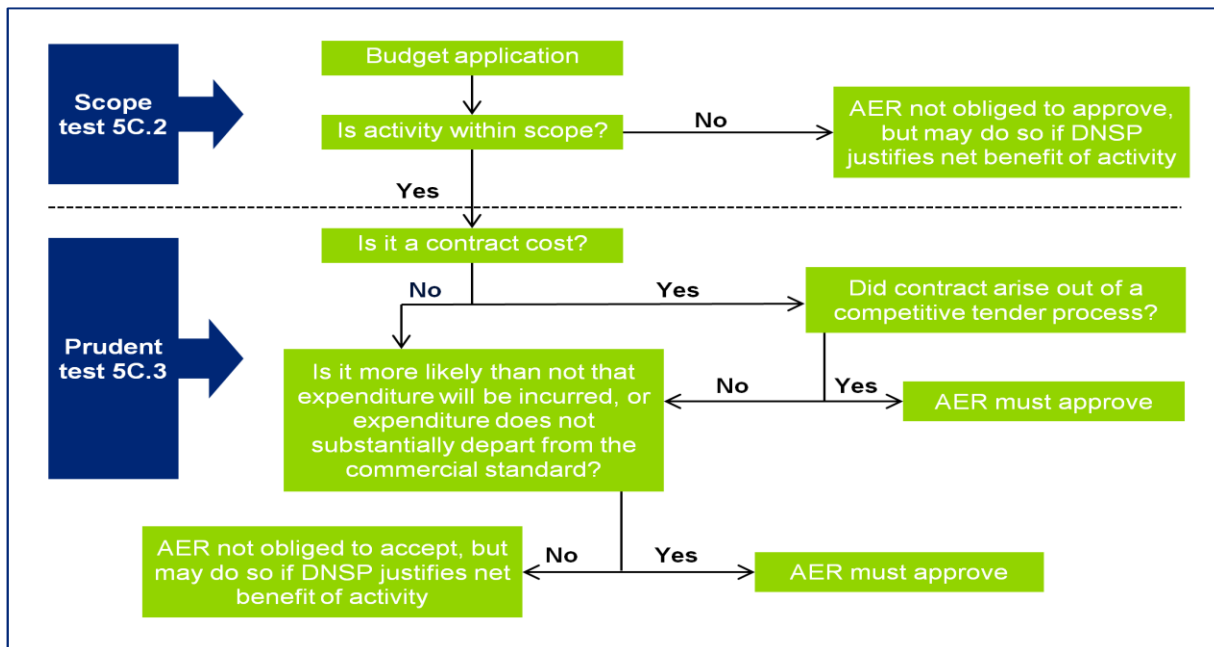 Scope
test 5C.2
Budget application
Is activity within scope?
No
AER not obliged to approve,
but may do so if DNSP
justifies net benefit of activity
Yes
Prudent
test 5C.3
Is it a contract cost?
No
Yes
Did contract arise out of a
competitive tender process?
Is it more likely than not that
expenditure will be incurred, or
expenditure does not
substantially depart from the
commercial standard?
No
Yes
AER must approve
AER not obliged to accept, but
may do so if DNSP justifies net
benefit of activity
No
Yes
AER must approve